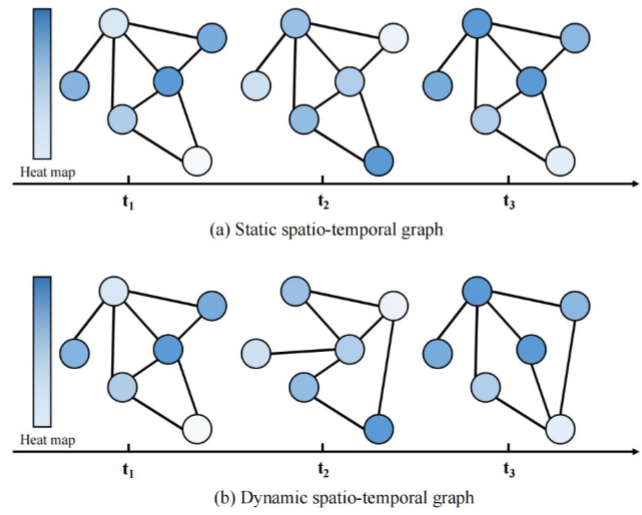 Heat map
t1 t2 t3
(a) Static spatio-temporal graph
Heat map
t1 t2 t3
(b) Dynamic spatio-temporal graph